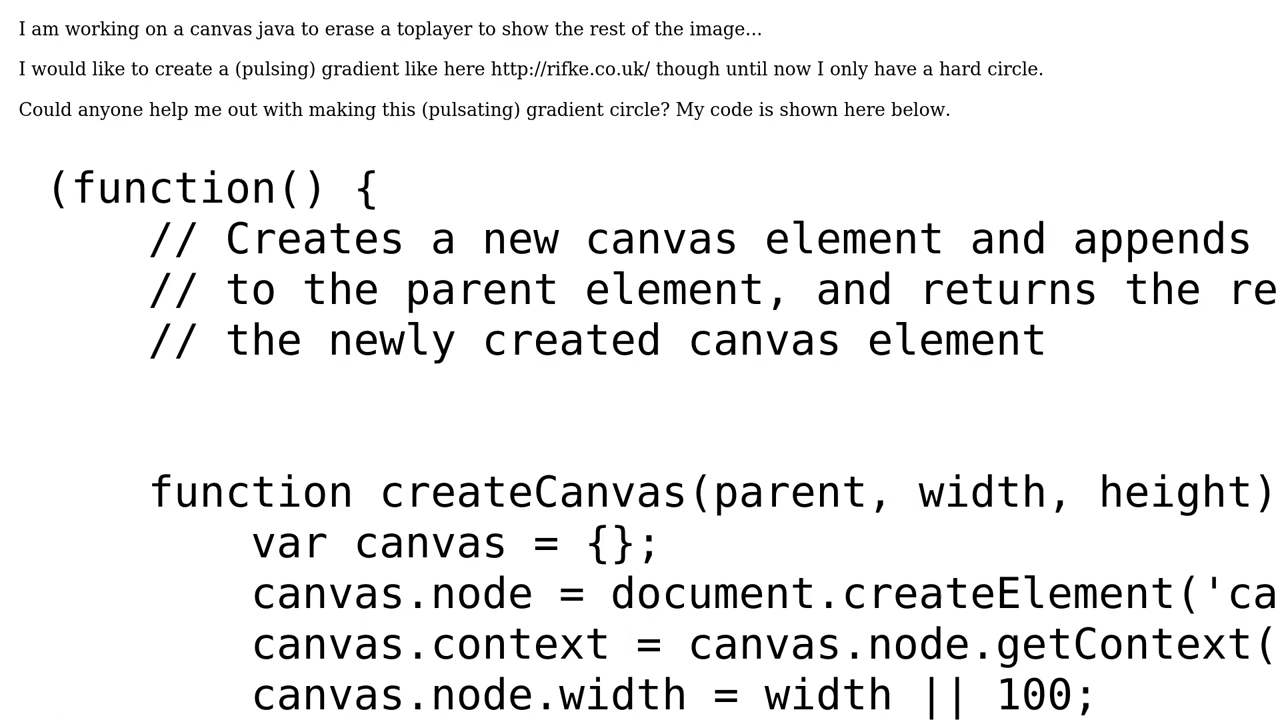 I am working on a canvas java to erase a toplayer to show the rest of the image...
I would like to create a (pulsing) gradient like here http://rifke.co.uk/ though until now I only have a hard circle.
Could anyone help me out with making this (pulsating) gradient circle? My code is shown here below.
(function() {
// Creates a new canvas element and appends
// to the parent element, and returns the re
// the newly created canvas element
function createCanvas(parent, width, height)
var canvas = {};
canvas.node = document.createElement('ca
canvas.context = canvas.node.getContext(
canvas.node.width = width || 100;